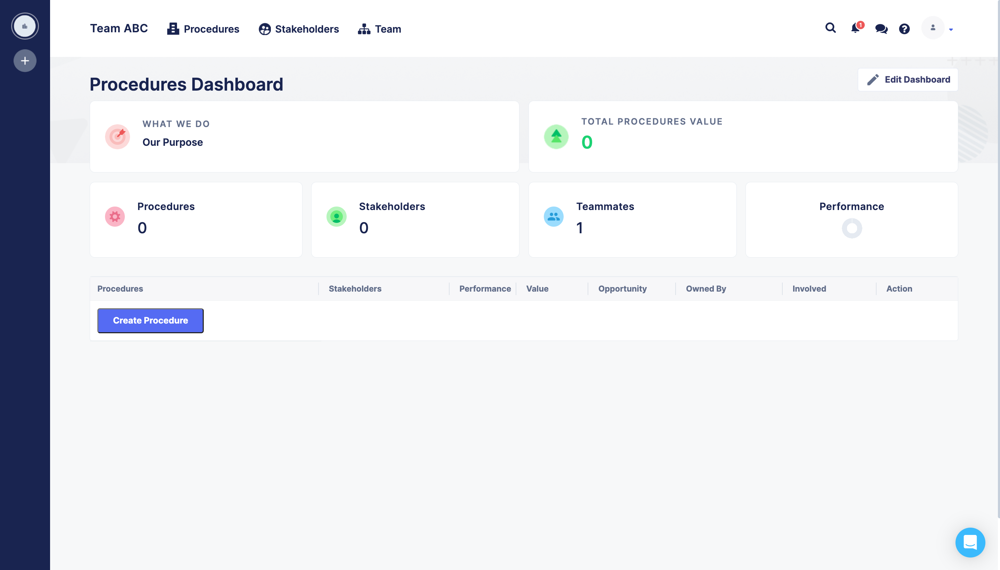 Team ABC Procedures Stakeholders Team 1
Procedures Dashboard Edit Dashboard
WHAT WE DO
Our Purpose
TOTAL PROCEDURES VALUE
0
Procedures
0
Stakeholders
0
Teammates
1
Performance
Procedures Stakeholders Performance Value Opportunity Owned By Involved Action
Create Procedure